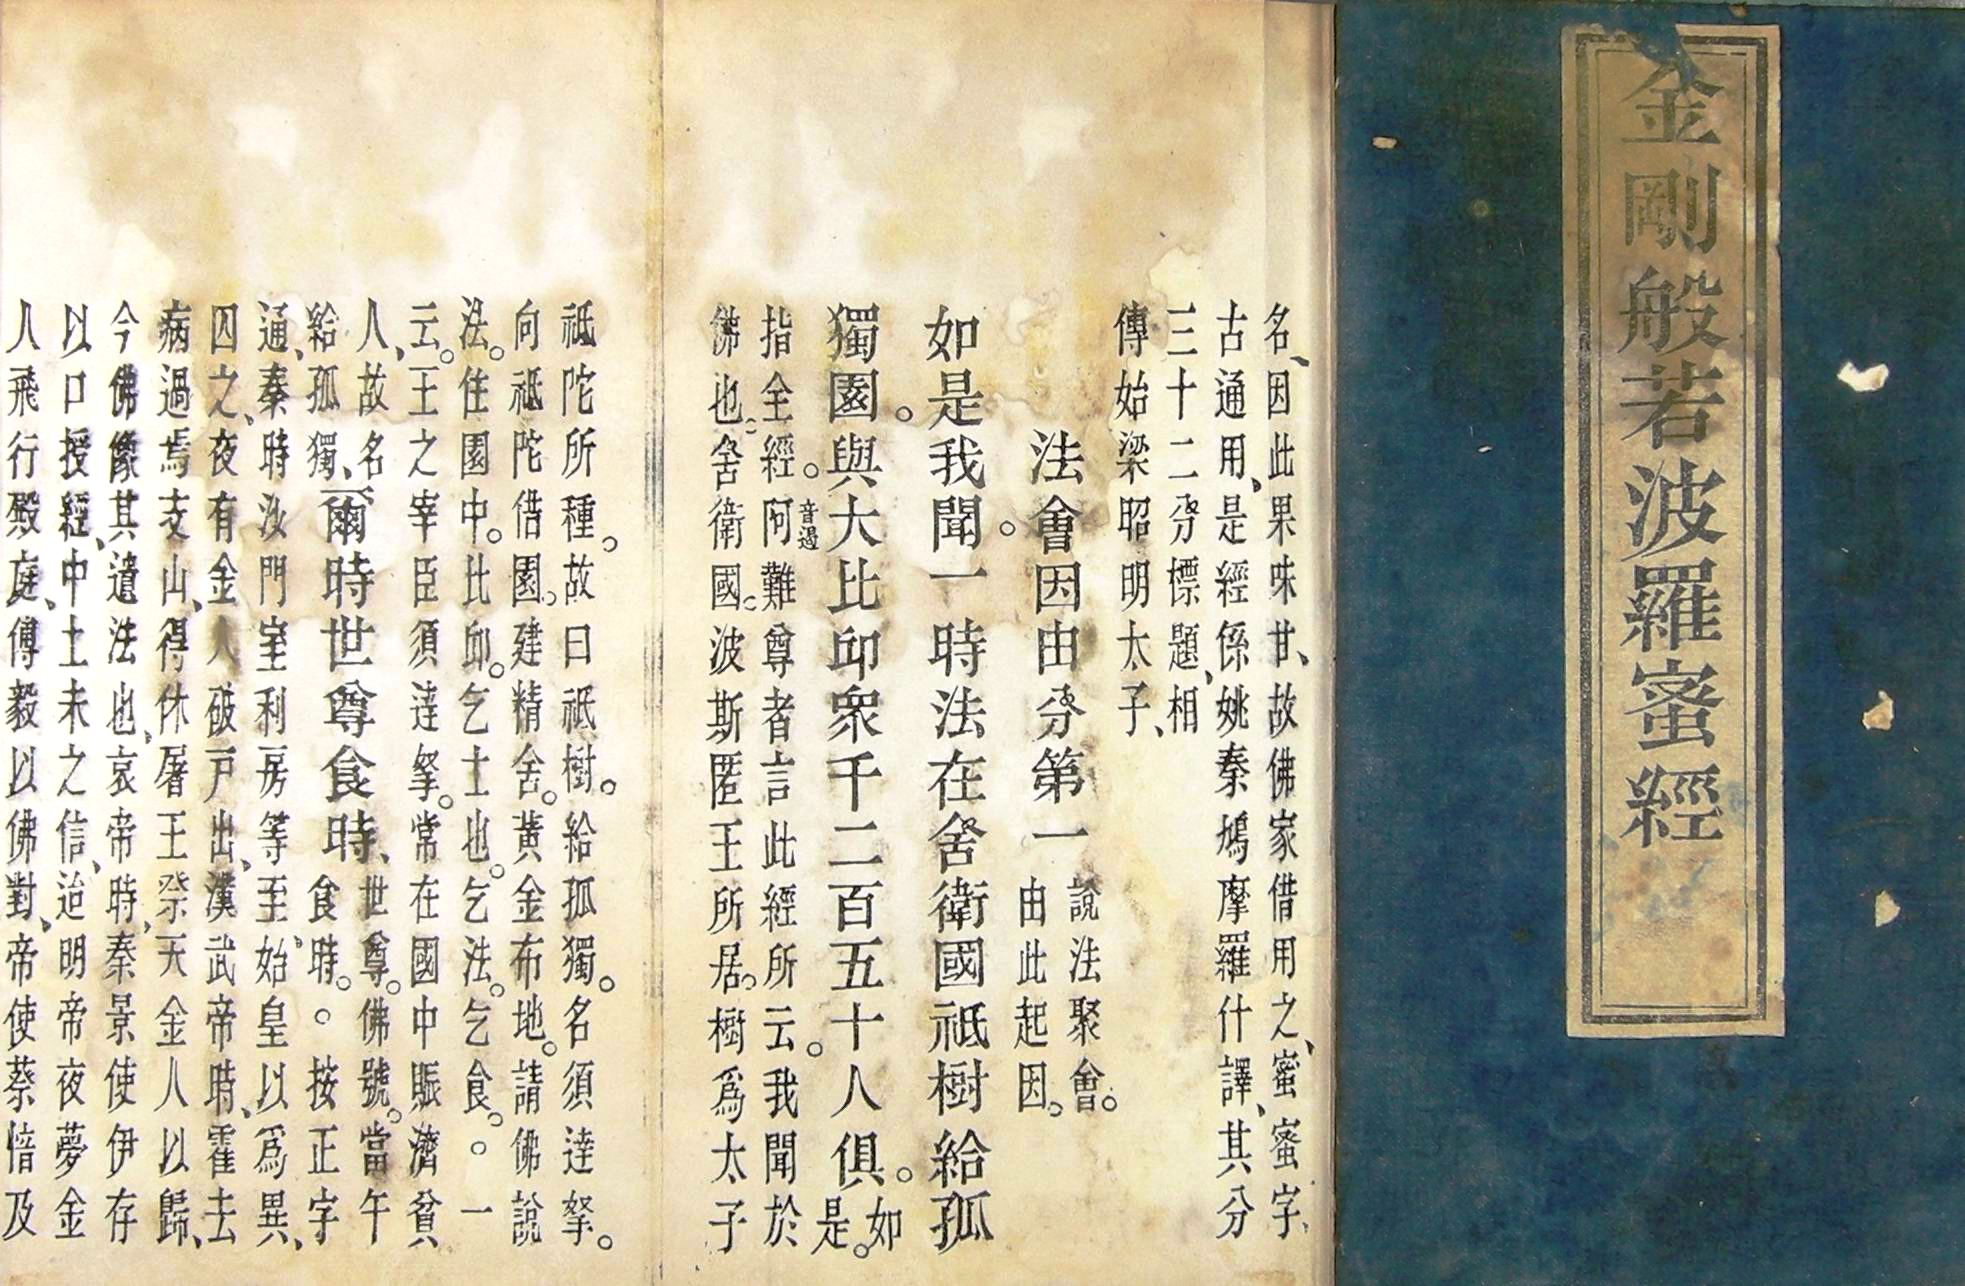 金剛般若波羅蜜經
名、因此果味甘、故佛家借用之、蜜蜜字
古通用、是經係姚秦鳩摩羅什譯、其分
三十二分標題、相
傳始梁昭明太子、
法會因由分第一
說法聚會。
由此起因。
如是我聞。一時法在舍衛國祇樹給孤
獨園。與大比邱眾千二百五十人俱。如
是。
指全經。阿音遏難尊者言此經所云。我聞於
佛也。舍衛國。波斯匿王所居。樹為太子
祇陀所種。故曰祇樹。給孤獨。名須達拏。
向祇陀借園。建精舍。黃金布地。請佛說
法。住園中。比邱。乞士也。乞法。乞食。○一
云。王之宰臣須達拏。常在國中賑濟貧
人、故名
給孤獨、
爾時世尊食時、
世尊。佛號。當午
食時。○按正字
通、秦時汝門室利房等至、始皇以為異、
囚之、夜有金人破戶出、漢武帝時、霍去
病過焉支山、得休屠王祭天金人以歸、
今佛像其遺法也、哀帝時、秦景使伊存
以口授經、中土未之信、迨明帝夜夢金
人飛行殿庭、傅毅以佛對、帝使蔡愔及